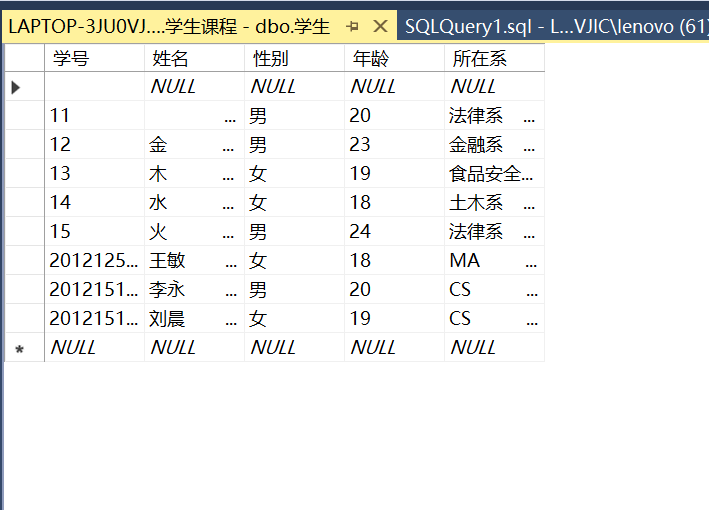 LAPTOP-3JU0VJ....学生课程 - dbo.学生 SQLQuery1.sql - L...VJIC\lenovo (61)
学号 姓名 性别 年龄 所在系
NULL NULL NULL NULL
11 ... 男 20 法律系 ...
12 金 ... 男 23 金融系 ...
13 木 ... 女 19 食品安全...
14 水 ... 女 18 土木系 ...
15 火 ... 男 24 法律系 ...
2012125... 王敏 ... 女 18 MA ...
2012151... 李永 ... 男 20 CS ...
2012151... 刘晨 ... 女 19 CS ...
NULL NULL NULL NULL NULL